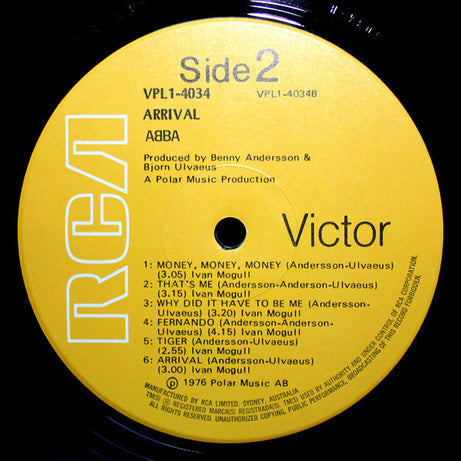 Side 2
VPL1-4034 VPL1-4034B
ARRIVAL
ABBA
Produced by Benny Andersson &
Bjorn Ulvaeus
A Polar Music Production
RCA
Victor
1: MONEY, MONEY, MONEY (Andersson-Ulvaeus)
(3.05) Ivan Mogull
2: THAT'S ME (Andersson-Ulvaeus)
(3.15) Ivan Mogull
3: WHY DID IT HAVE TO BE ME (Andersson-
Ulvaeus) (3.20) Ivan Mogull
4: FERNANDO (Andersson-Anderson-
Ulvaeus) (4.15) Ivan Mogull
5: TIGER (Andersson-Ulvaeus)
(2.55) Ivan Mogull
6: ARRIVAL (Andersson-Ulvaeus)
(3.00) Ivan Mogull
Ⓟ 1976 Polar Music AB
MANUFACTURED BY RCA LIMITED, SYDNEY, AUSTRALIA.
TM(S) ® REGISTERED MARCA(S) REGISTRADA(S). TM(S) USED BY AUTHORITY AND UNDER CONTROL OF RCA CORPORATION.
ALL RIGHTS RESERVED. UNAUTHORIZED COPYING, PUBLIC PERFORMANCE, BROADCASTING OF THIS RECORD FORBIDDEN.